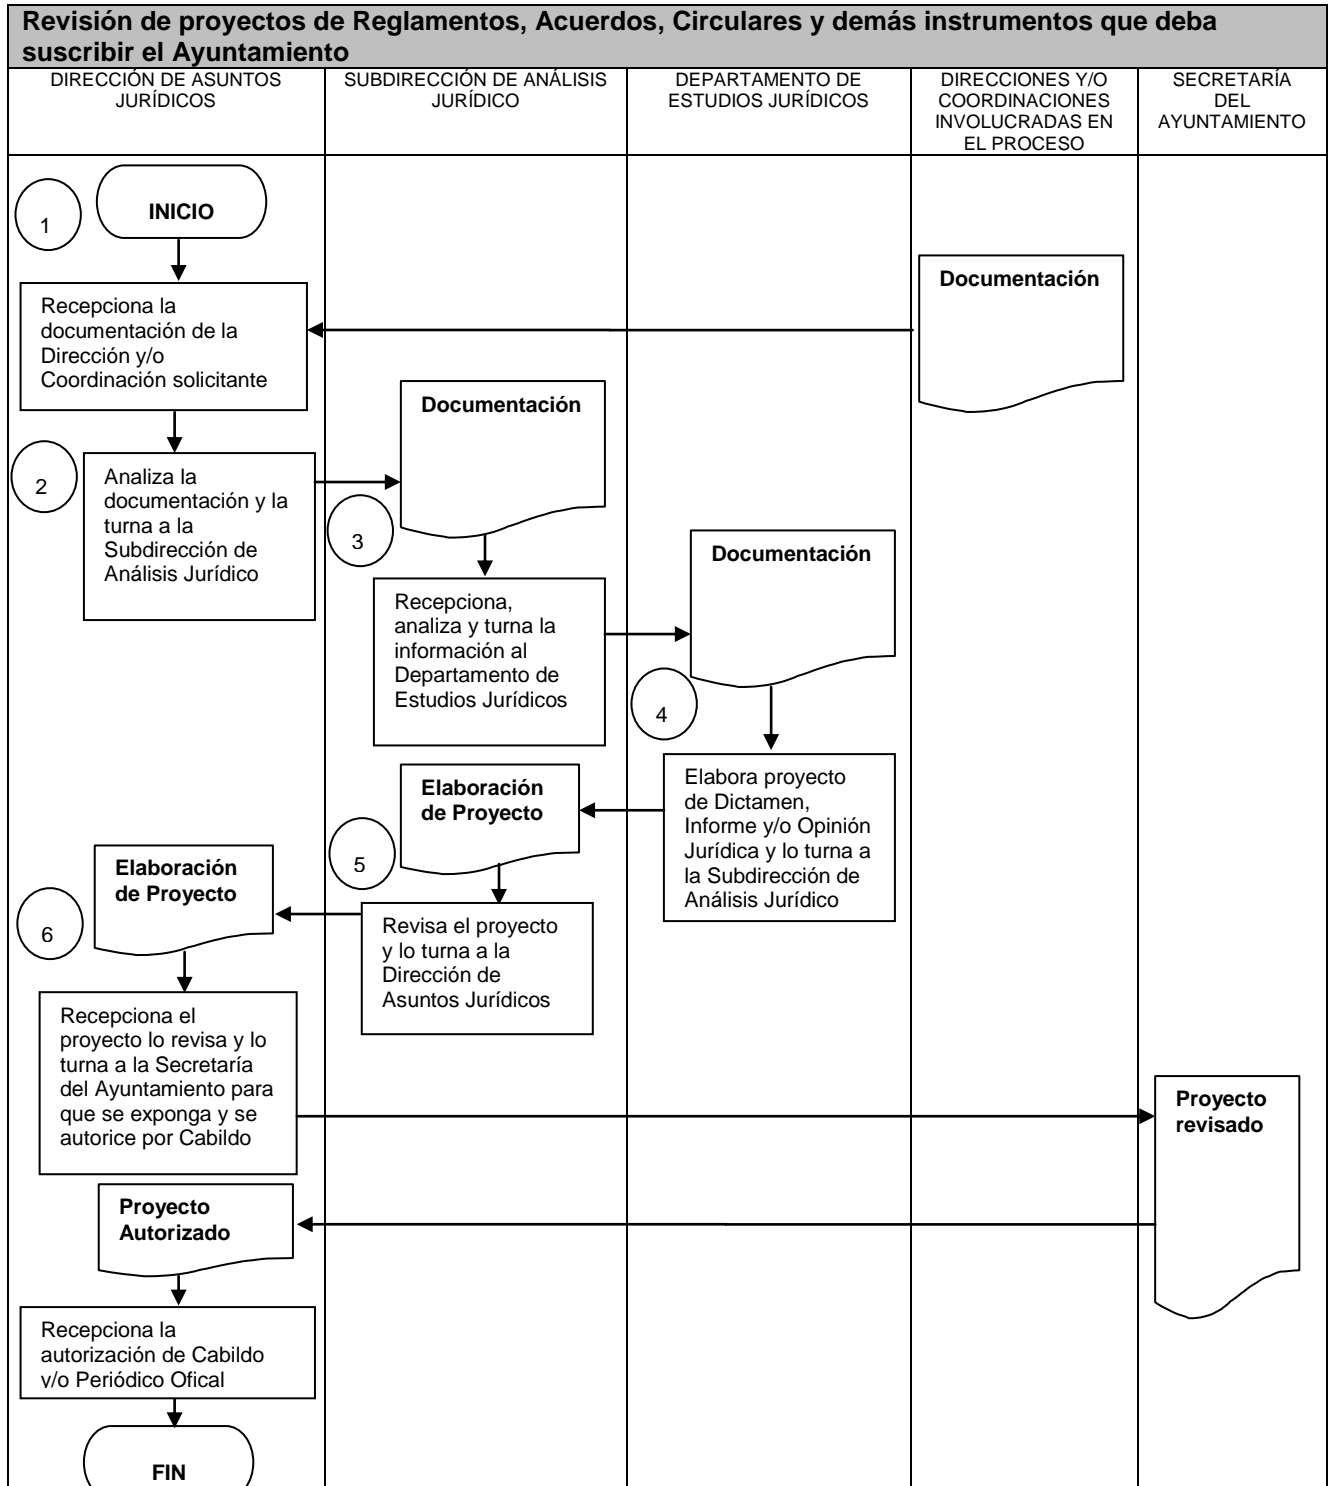 Revisión de proyectos de Reglamentos, Acuerdos, Circulares y demás instrumentos que deba
suscribir el Ayuntamiento
DIRECCIÓN DE ASUNTOS
JURÍDICOS
SUBDIRECCIÓN DE ANÁLISIS
JURÍDICO
DEPARTAMENTO DE
ESTUDIOS JURÍDICOS
DIRECCIONES Y/O
COORDINACIONES
INVOLUCRADAS EN
EL PROCESO
SECRETARÍA
DEL
AYUNTAMIENTO
1
INICIO
Documentación
Recepciona la
documentación de la
Dirección y/o
Coordinación solicitante
2
Analiza la
documentación y la
turna a la
Subdirección de
Análisis Jurídico
Documentación
3
Recepciona,
analiza y turna la
información al
Departamento de
Estudios Jurídicos
Documentación
4
Elabora proyecto
de Dictamen,
Informe y/o Opinión
Jurídica y lo turna a
la Subdirección de
Análisis Jurídico
Elaboración
de Proyecto
5
Revisa el proyecto
y lo turna a la
Dirección de
Asuntos Jurídicos
Elaboración
de Proyecto
6
Recepciona el
proyecto lo revisa y lo
turna a la Secretaría
del Ayuntamiento para
que se exponga y se
autorice por Cabildo
Proyecto
revisado
Proyecto
Autorizado
Recepciona la
autorización de Cabildo
y/o Periódico Ofical
FIN